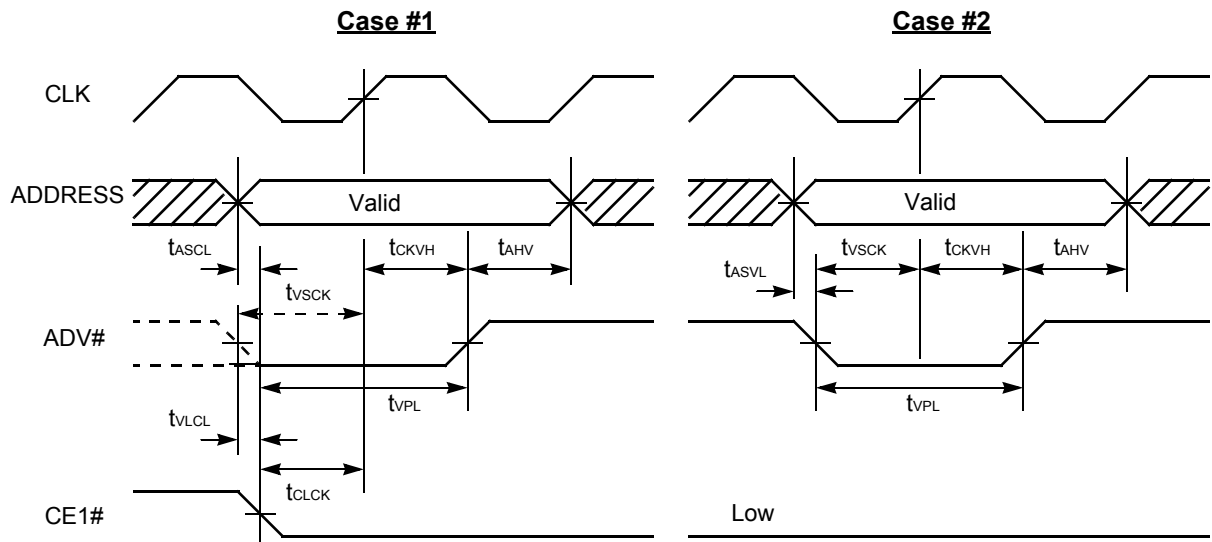 Case #1
Case #2
CLK
ADDRESS
Valid
Valid
tASCL
tCKVH
tAHV
tVSCK
tCKVH
tAHV
tVSCK
tASVL
ADV#
tVPL
tVPL
tVLCL
tCLCK
CE1#
Low